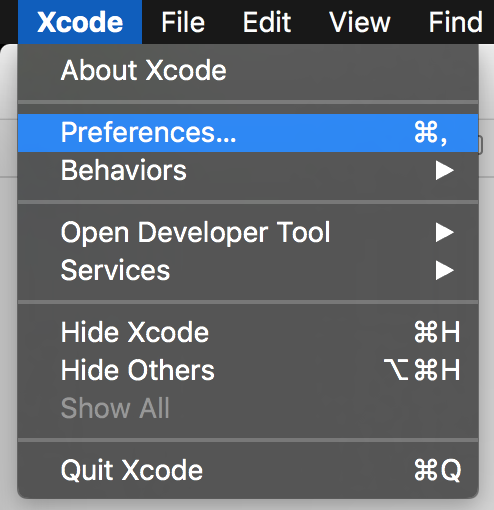 Xcode File Edit View Find
About Xcode
Preferences... ⌘,
Behaviors ▶
Open Developer Tool ▶
Services ▶
Hide Xcode ⌘H
Hide Others ⌥⌘H
Show All
Quit Xcode ⌘Q